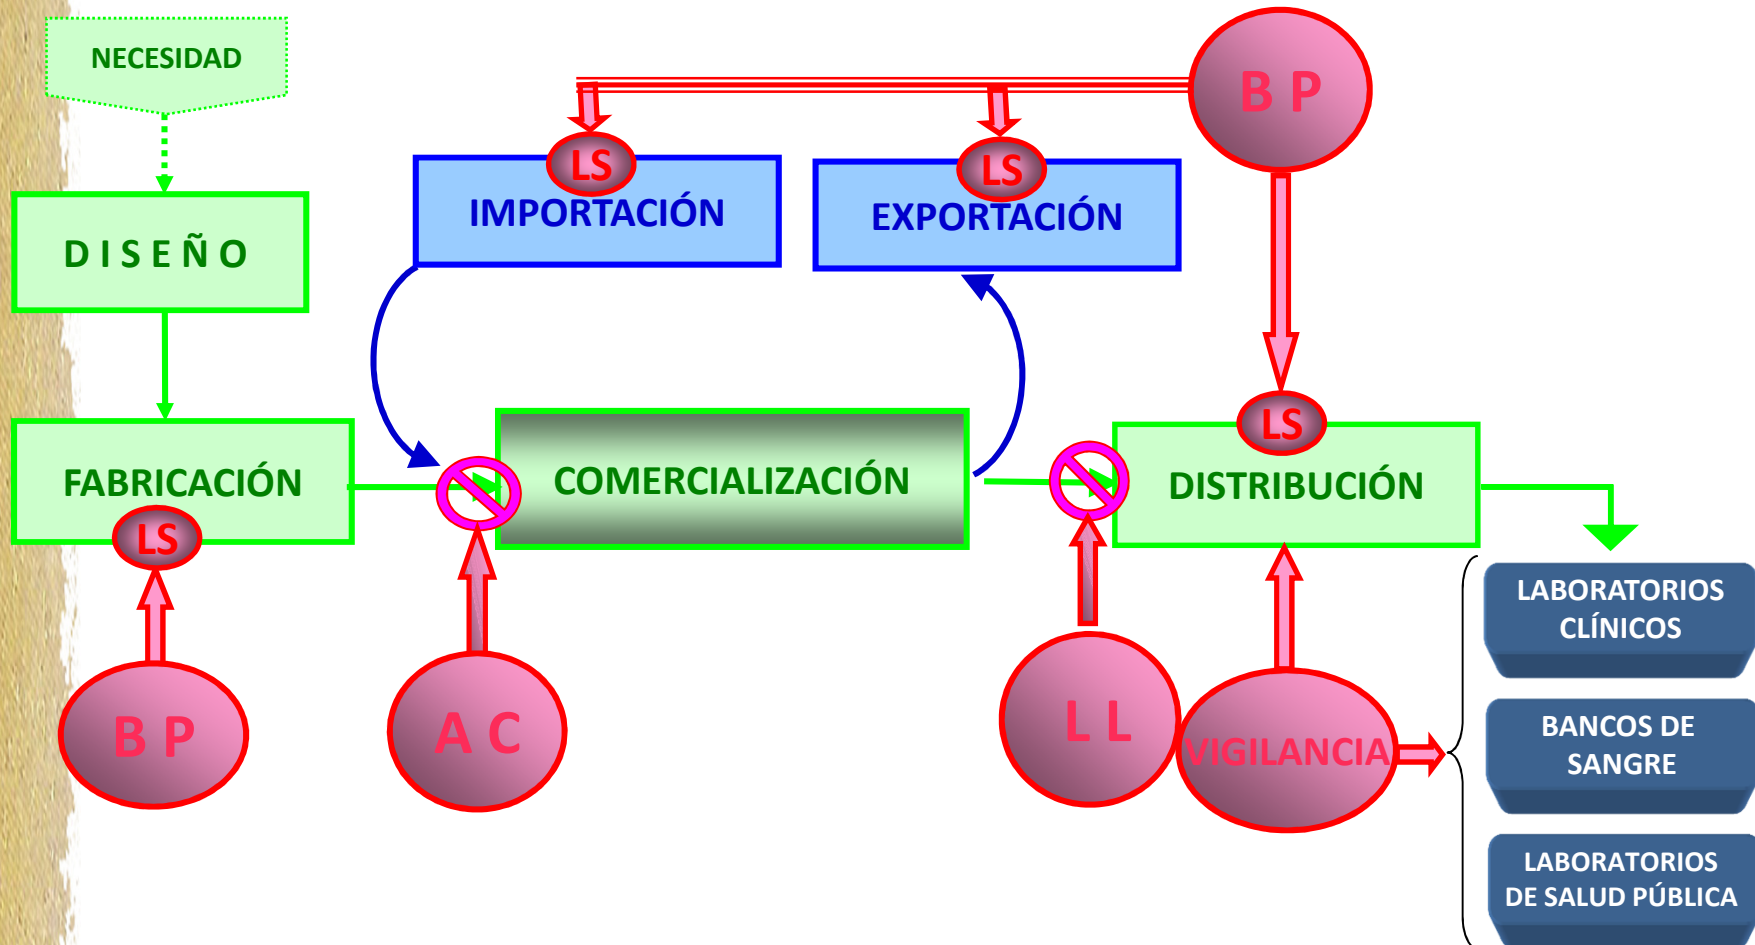 NECESIDAD
B P
LS
LS
IMPORTACIÓN
EXPORTACIÓN
D I S E Ñ O
LS
FABRICACIÓN
COMERCIALIZACIÓN
DISTRIBUCIÓN
LS
LABORATORIOS
CLÍNICOS
B P
A C
L L
VIGILANCIA
BANCOS DE
SANGRE
LABORATORIOS
DE SALUD PÚBLICA